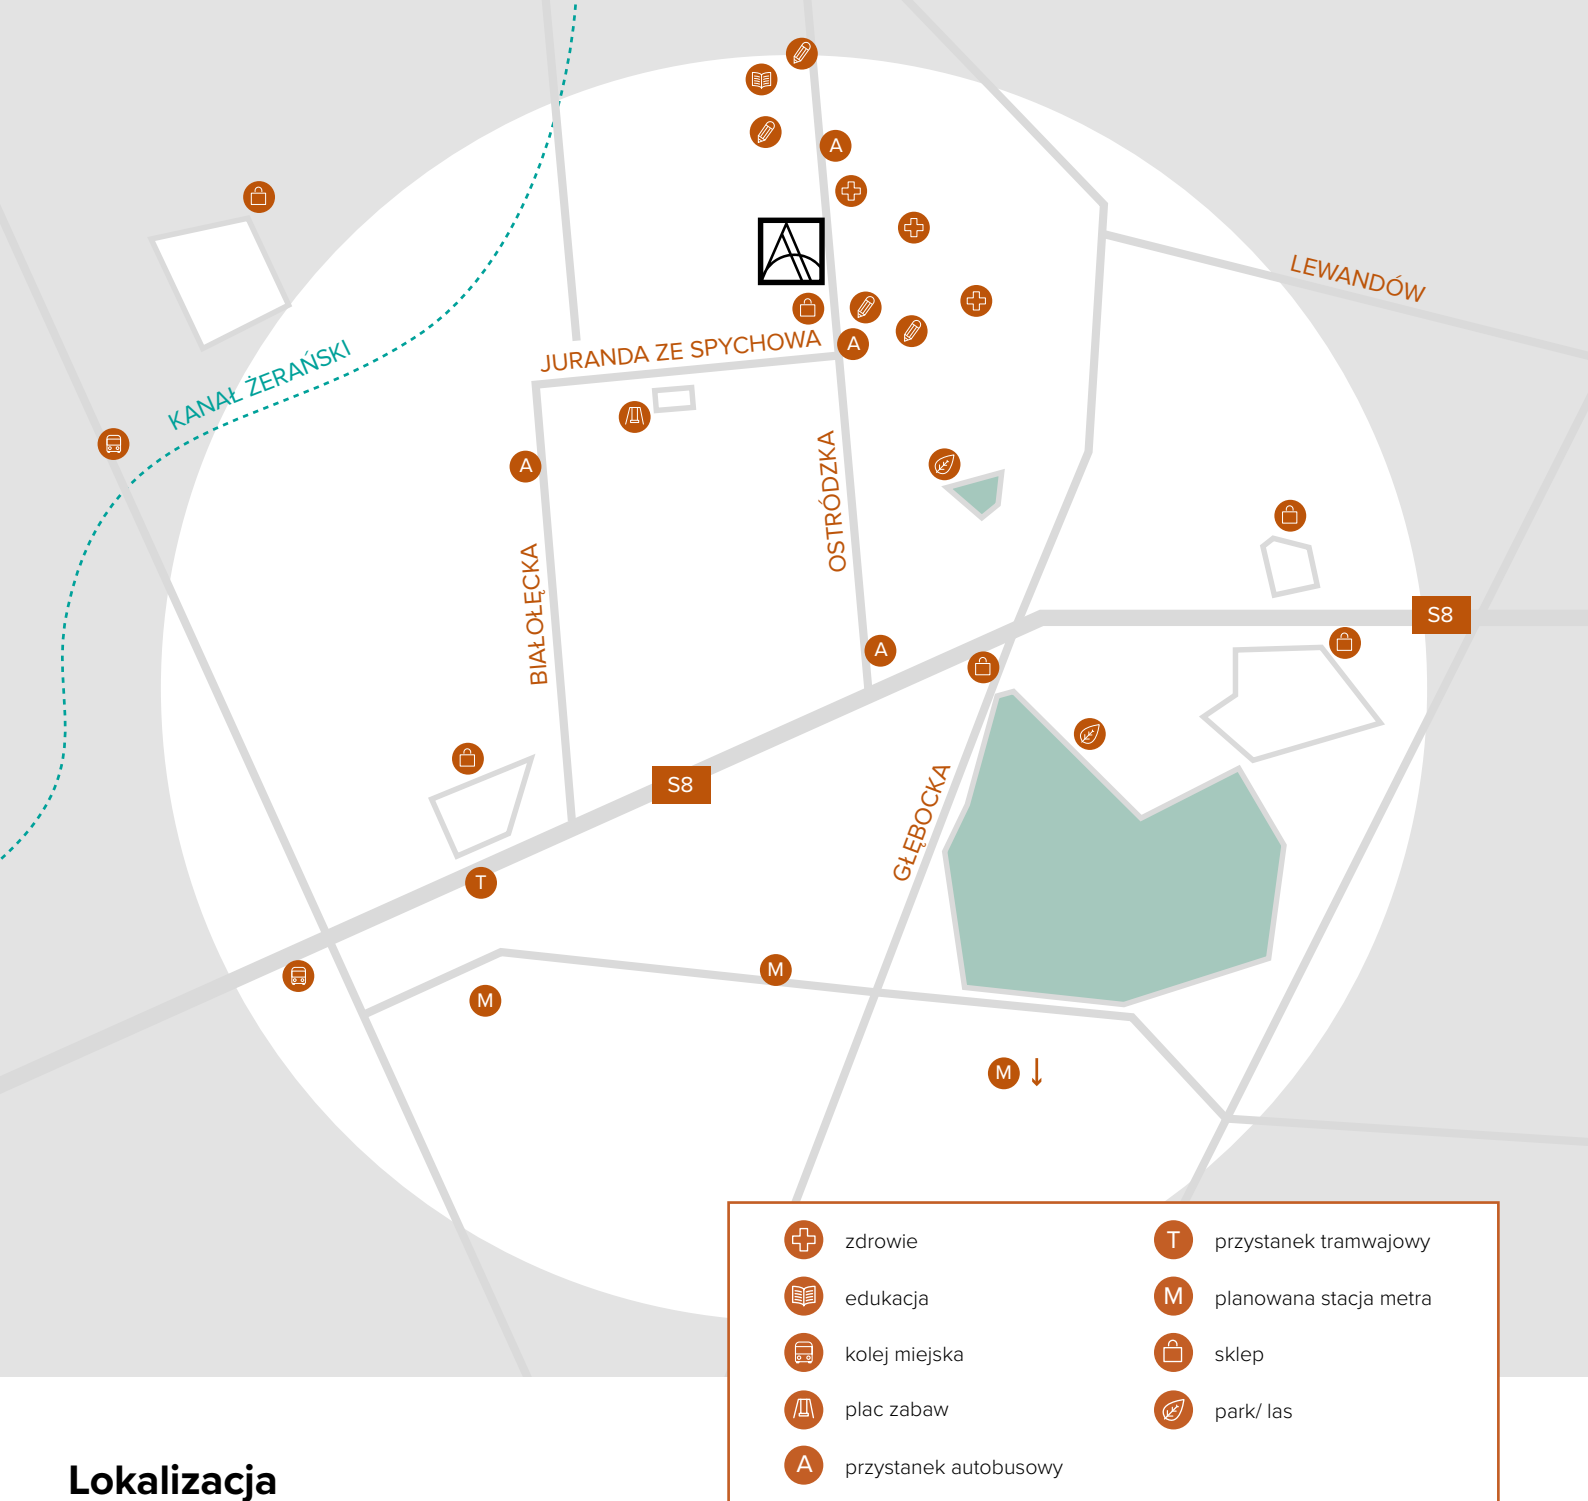 A
LEWANDÓW
JURANDA ZE SPYCHOWA
A
KANAŁ ŻERAŃSKI
A
OSTRÓDZKA
BIAŁOŁĘCKA
S8
A
S8
GŁĘBOCKA
T
M
M
M ↓
zdrowie
edukacja
kolej miejska
plac zabaw
A przystanek autobusowy
T przystanek tramwajowy
M planowana stacja metra
sklep
park/ las
Lokalizacja